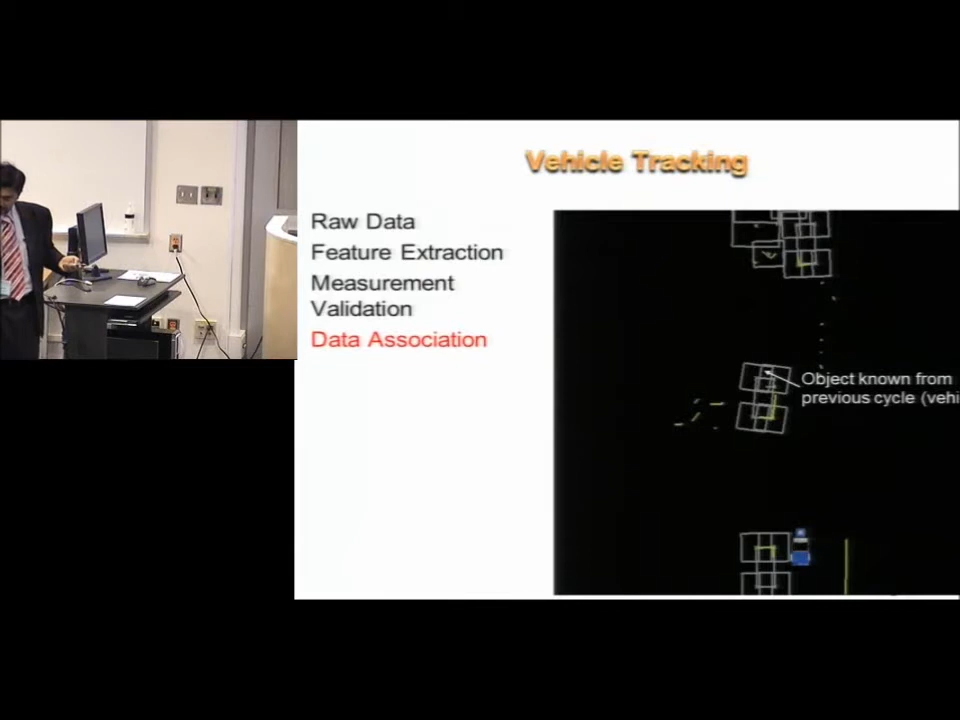 Vehicle Tracking
Raw Data
Feature Extraction
Measurement
Validation
Data Association
Object known from
previous cycle (vehi